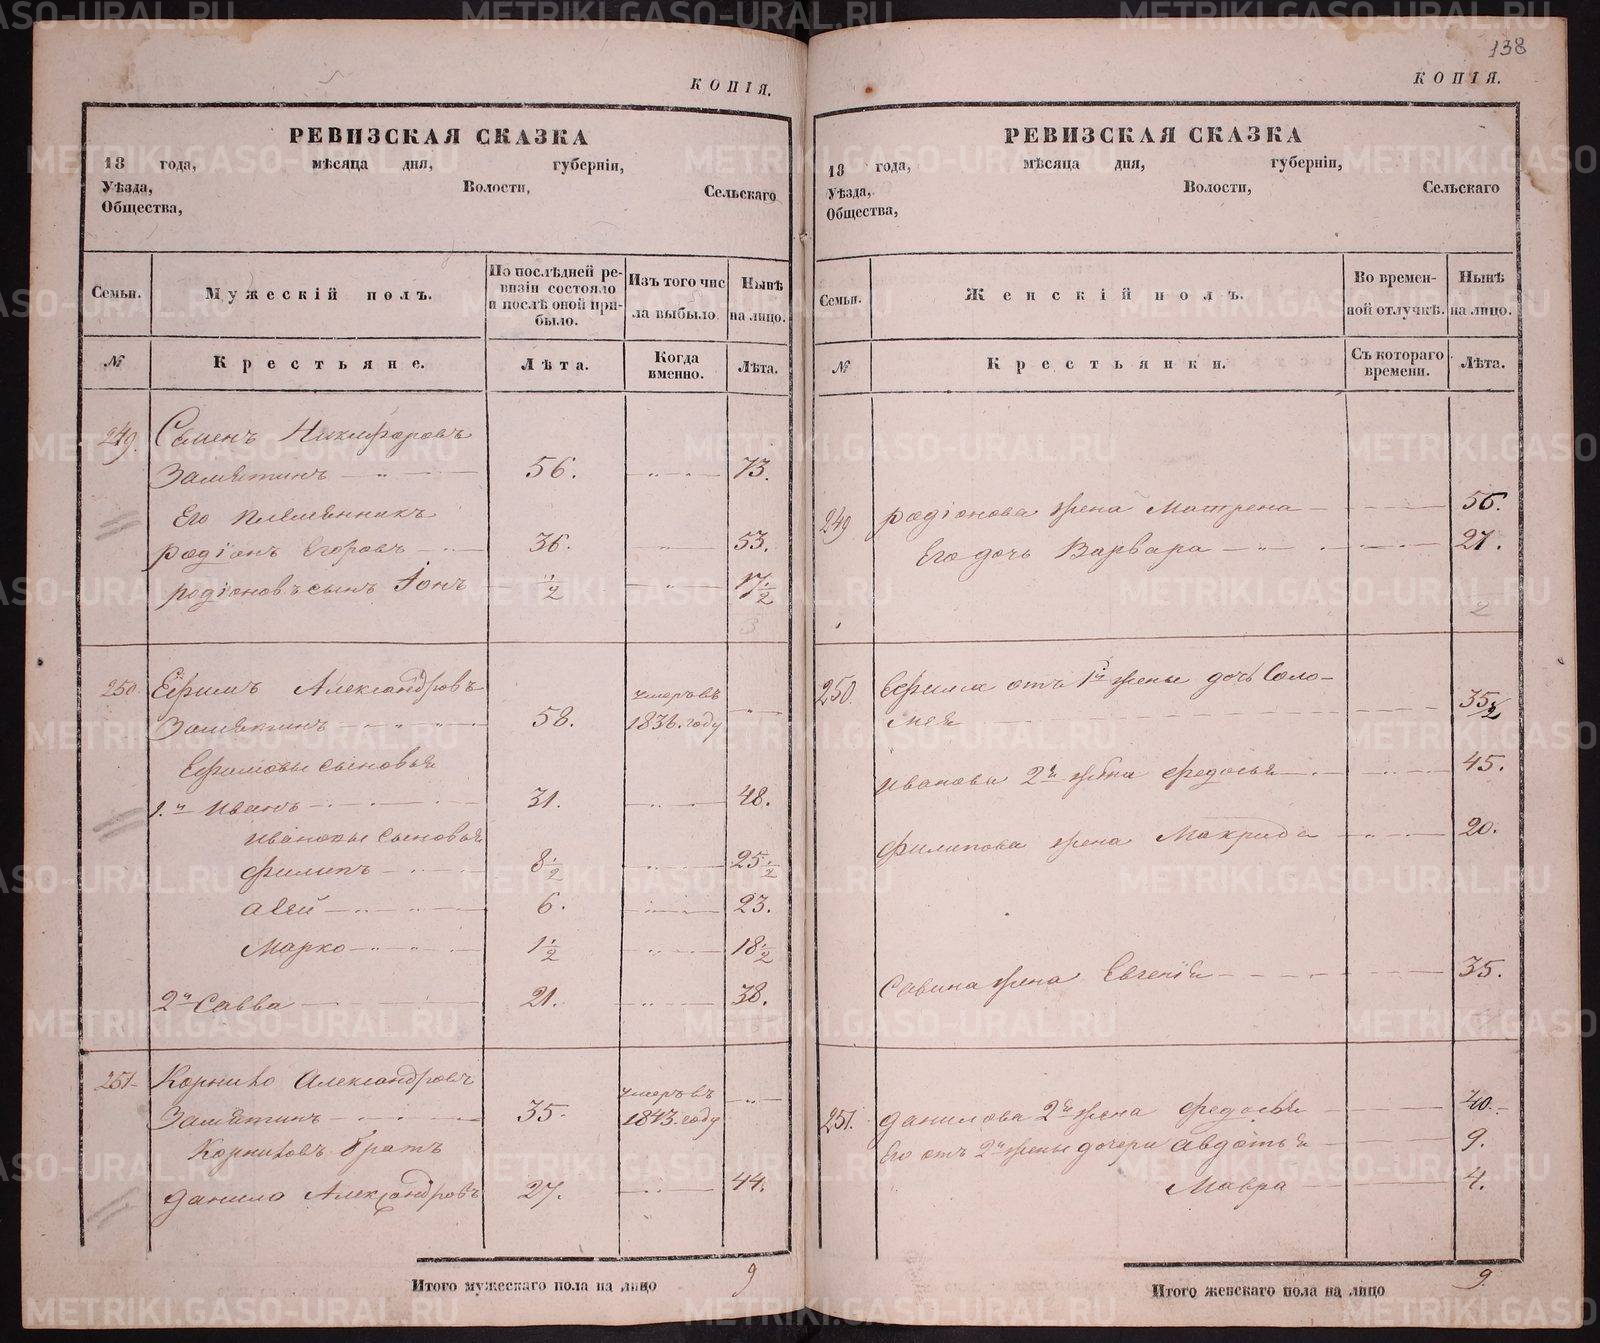 КОПІЯ.
РЕВИЗСКАЯ СКАЗКА
18 года, мѣсяца дня, губерніи,
Уѣзда, Волости, Сельскаго
Общества,
Семьи. Мужескій полъ. По послѣдней ревизіи состояло и послѣ оной прибыло. Изъ того числа выбыло. Нынѣ на лицо.
№ Крестьяне. Лѣта. Когда именно. Лѣта.
249. Семенъ Никифоровъ
Замятинъ 56. 73.
Его племянникъ
Родіонъ Егоровъ 36. 53.
Родіоновъ сынъ Іонъ 1/2 17 1/2
3
250. Ефимъ Александровъ умеръ въ
Замятинъ 58. 1836. году
Ефимовы сыновья
1.й Иванъ 31. 48.
Ивановы сыновья
Филипъ 8 1/2 25 1/2
6. 23.
Марко 1 1/2 18 1/2
2й Савва 21. 38.
251. Корнило Александровъ умеръ въ
Замятинъ 35. 1843. году
Корниловъ братъ
Данило Александровъ 27. 44.
Итого мужескаго пола на лицо 9
138
КОПІЯ.
РЕВИЗСКАЯ СКАЗКА
18 года, мѣсяца дня, губерніи,
Уѣзда, Волости, Сельскаго
Общества,
Семьи. Женскій полъ. Во временной отлучкѣ. Нынѣ на лицо.
№ Крестьянки. Съ котораго времени. Лѣта.
249 Родіонова жена Матрена 56.
Его дочь Варвара 27.
2
250. Ефима отъ 1й жены дочь Соло-
мея 35 1/2
Иванова 2я жена Федосья 45.
Филипова жена Макрида 20.
Савина жена Евгенія 35.
251. Данилова 2я жена Федосья 40.
Его отъ 2й жены дочери Авдотья 9.
Мавра 4.
Итого женскаго пола на лицо 9.
METRIKI.GASO-URAL.RU